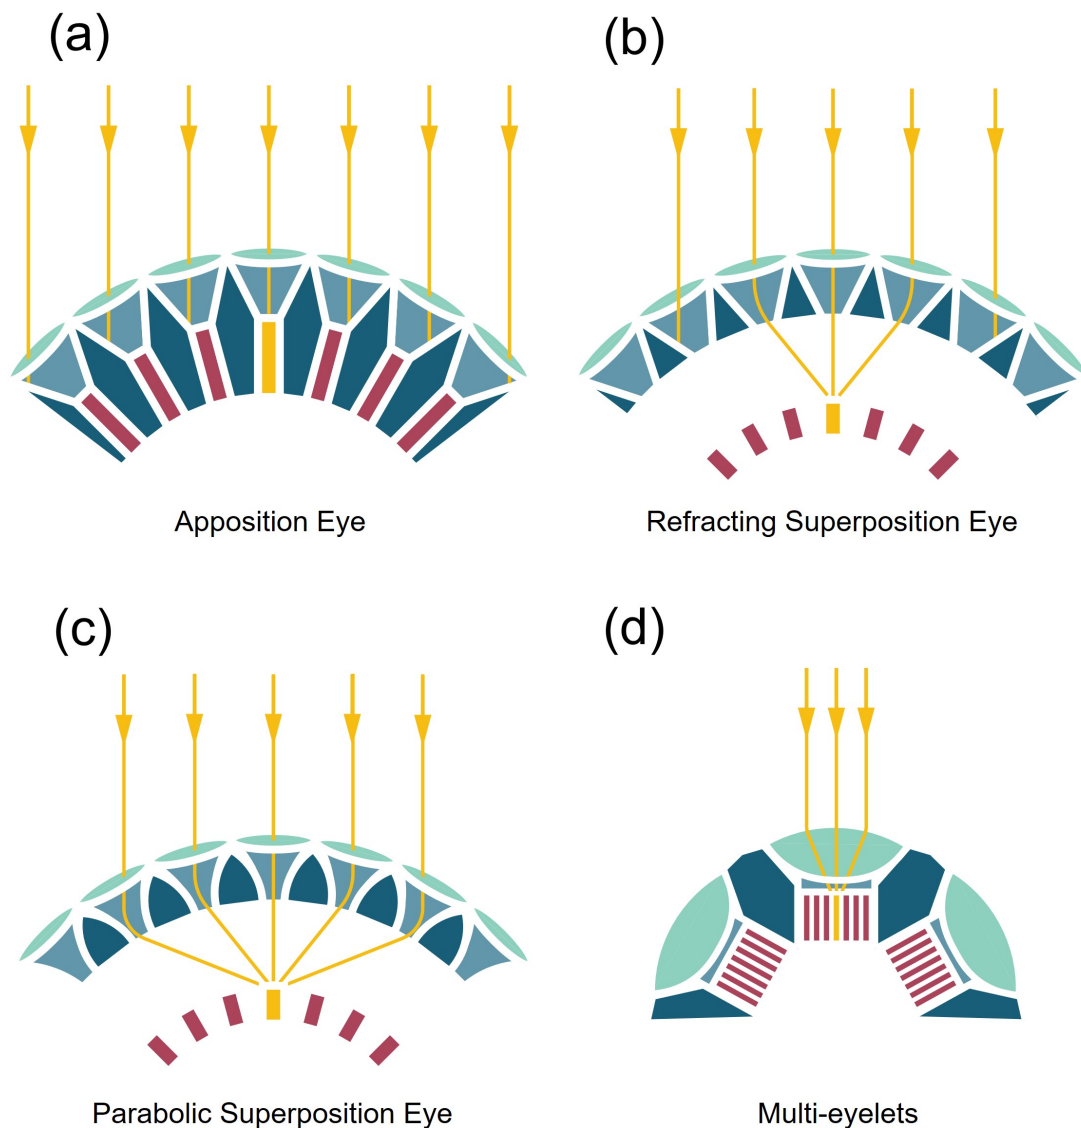 (a)
(b)
Apposition Eye
Refracting Superposition Eye
(c)
(d)
Parabolic Superposition Eye
Multi-eyelets